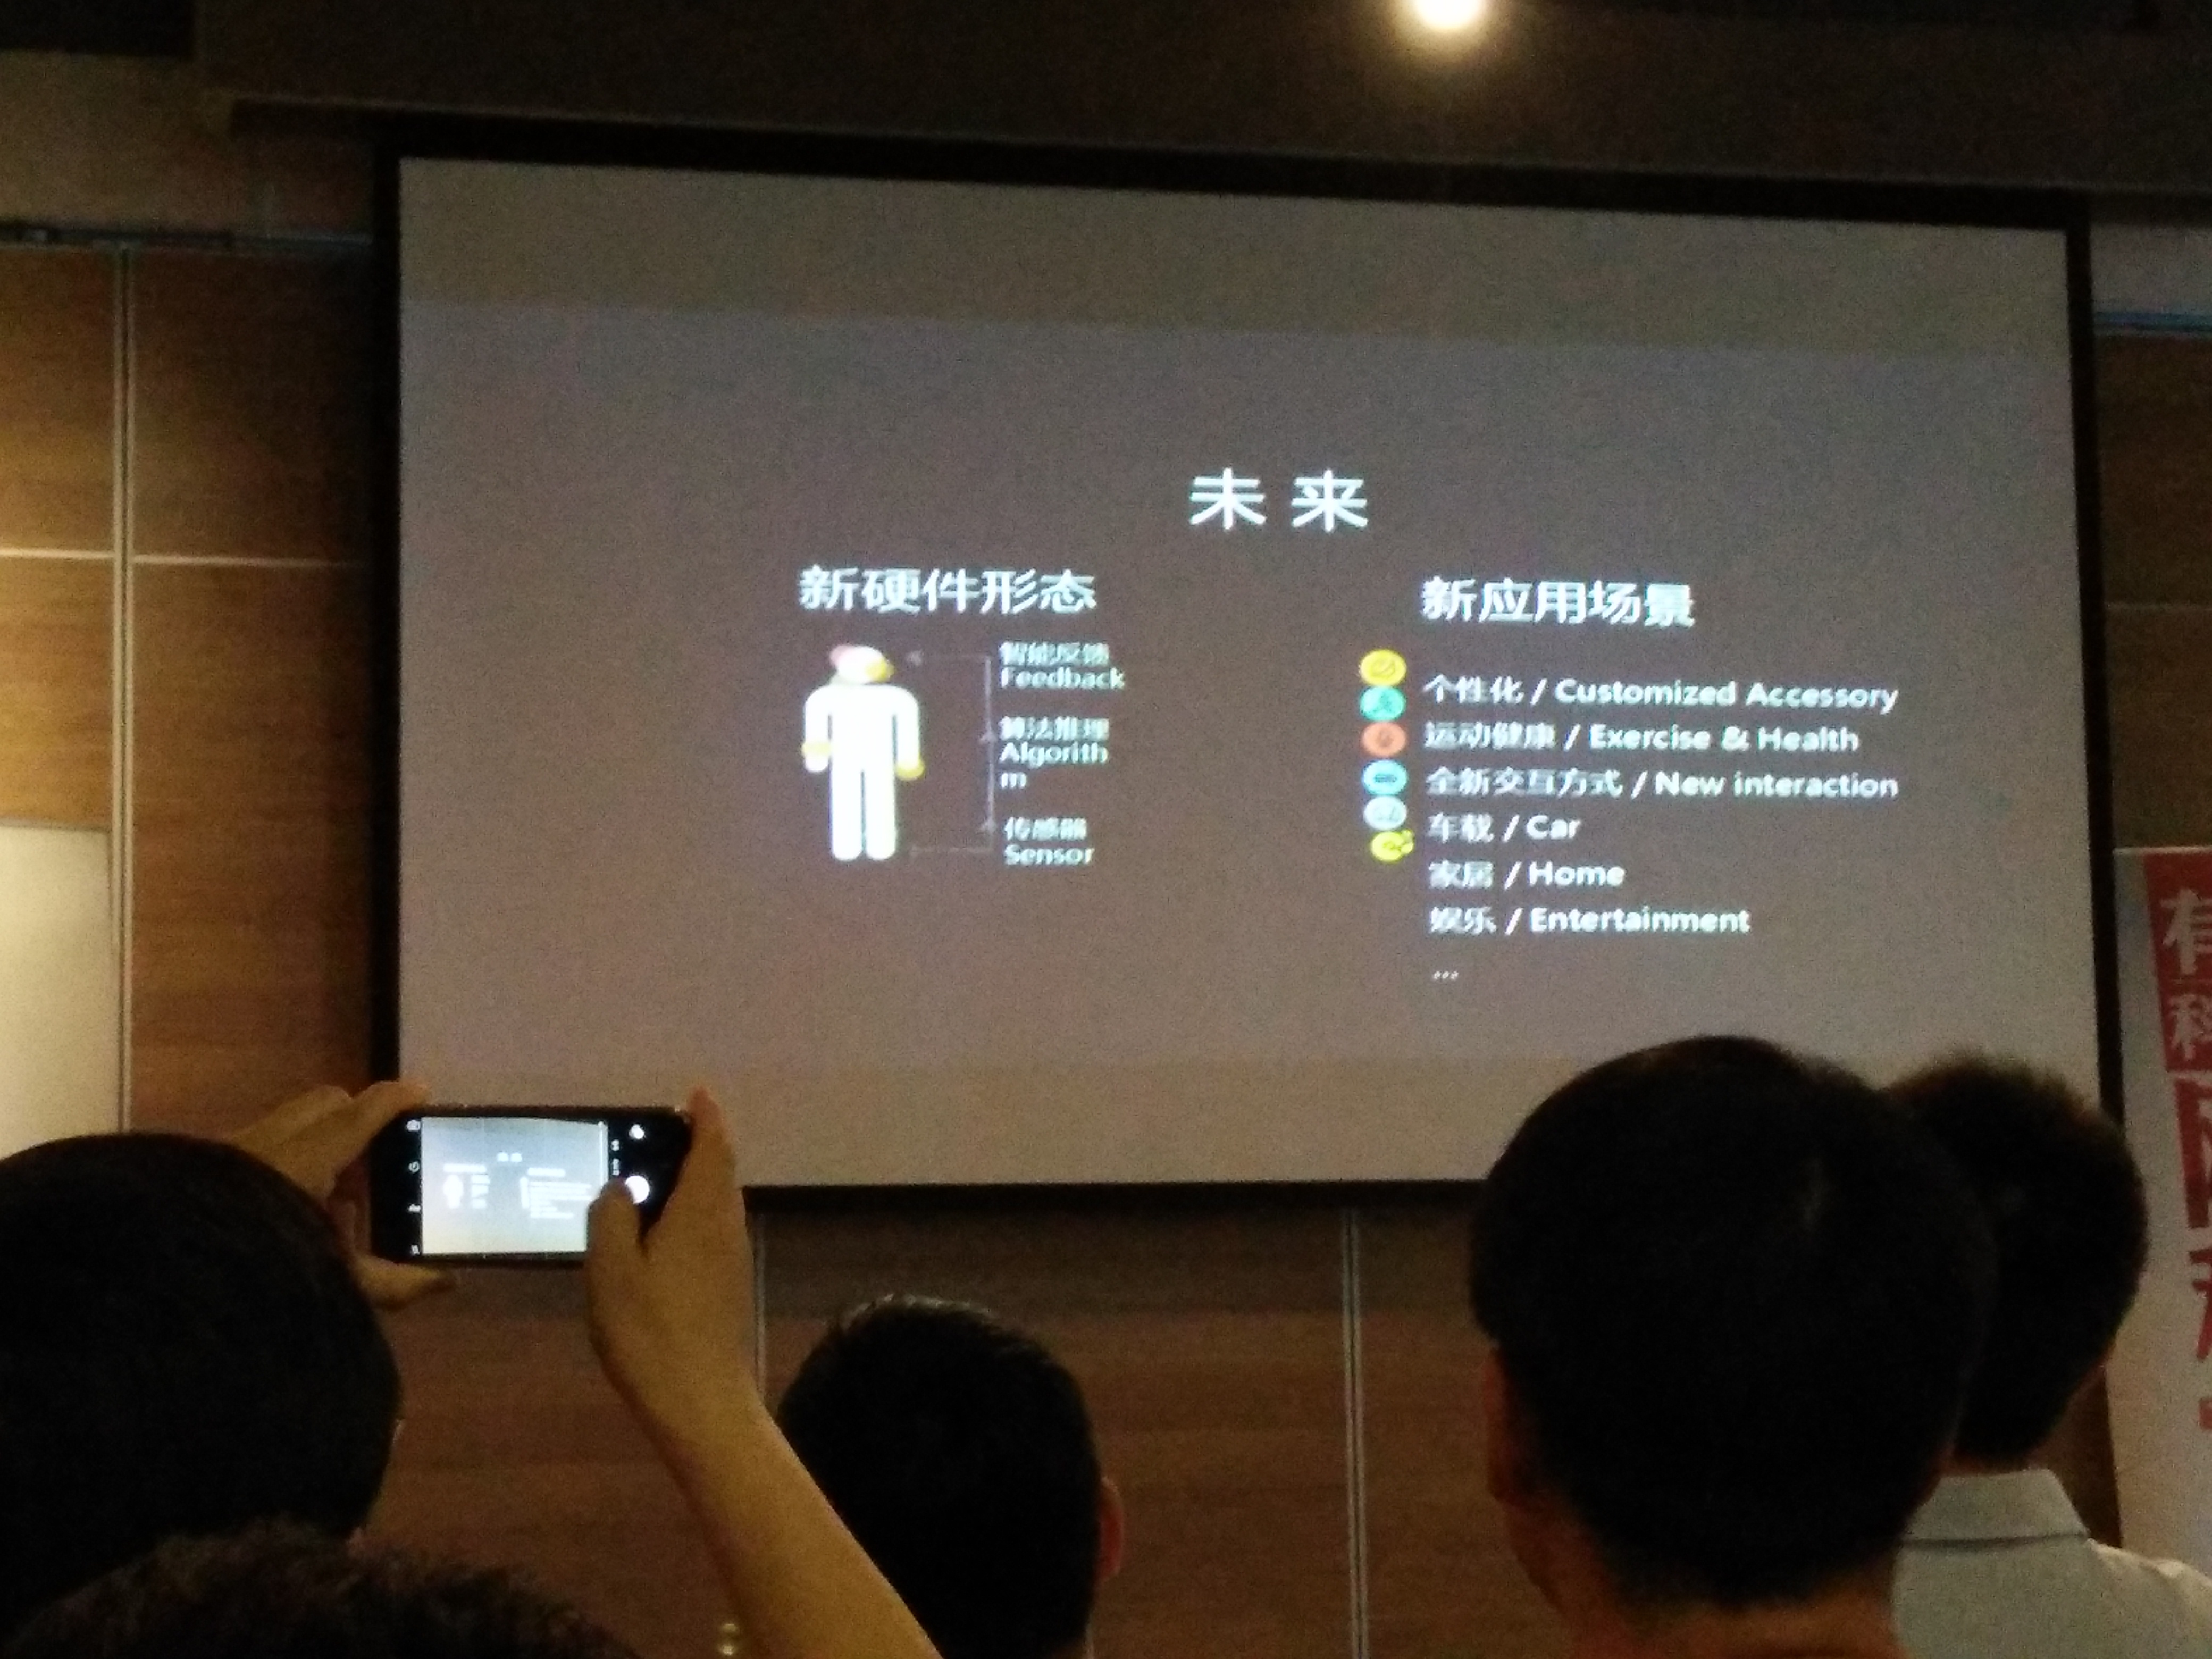 未来
新硬件形态
智能反馈
Feedback
算法推理
Algorith
m
传感器
Sensor
新应用场景
个性化 / Customized Accessory
运动健康 / Exercise & Health
全新交互方式 / New interaction
车载 / Car
家居 / Home
娱乐 / Entertainment
...
有